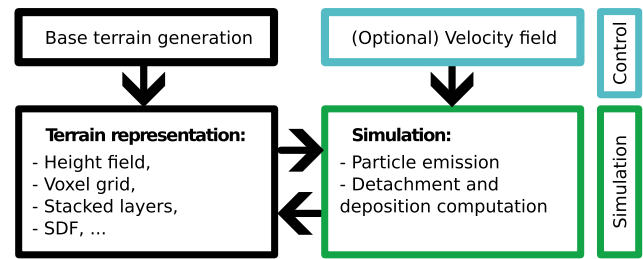 Base terrain generation
(Optional) Velocity field
Control
Terrain representation:
- Height field,
- Voxel grid,
- Stacked layers,
- SDF, ...
Simulation:
- Particle emission
- Detachment and
deposition computation
Simulation